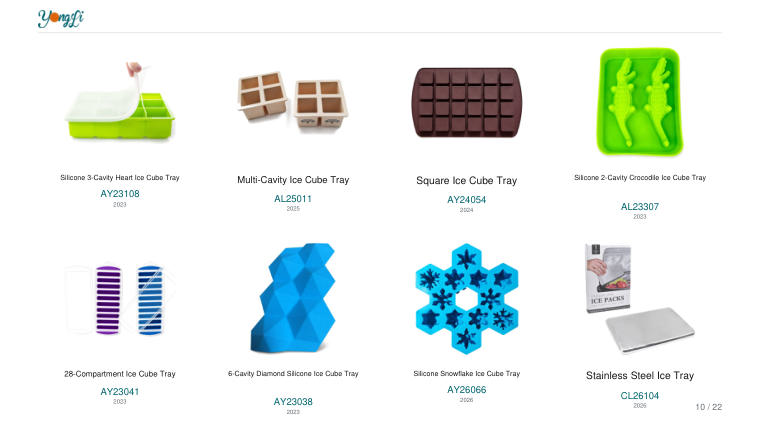 Yongli
Silicone 3-Cavity Heart Ice Cube Tray
AY23108
2023
Multi-Cavity Ice Cube Tray
AL25011
2025
Square Ice Cube Tray
AY24054
2024
Silicone 2-Cavity Crocodile Ice Cube Tray
AL23307
2023
28-Compartment Ice Cube Tray
AY23041
2023
6-Cavity Diamond Silicone Ice Cube Tray
AY23038
2023
Silicone Snowflake Ice Cube Tray
AY26066
2026
ICE PACKS
Stainless Steel Ice Tray
CL26104
2026
10 / 22